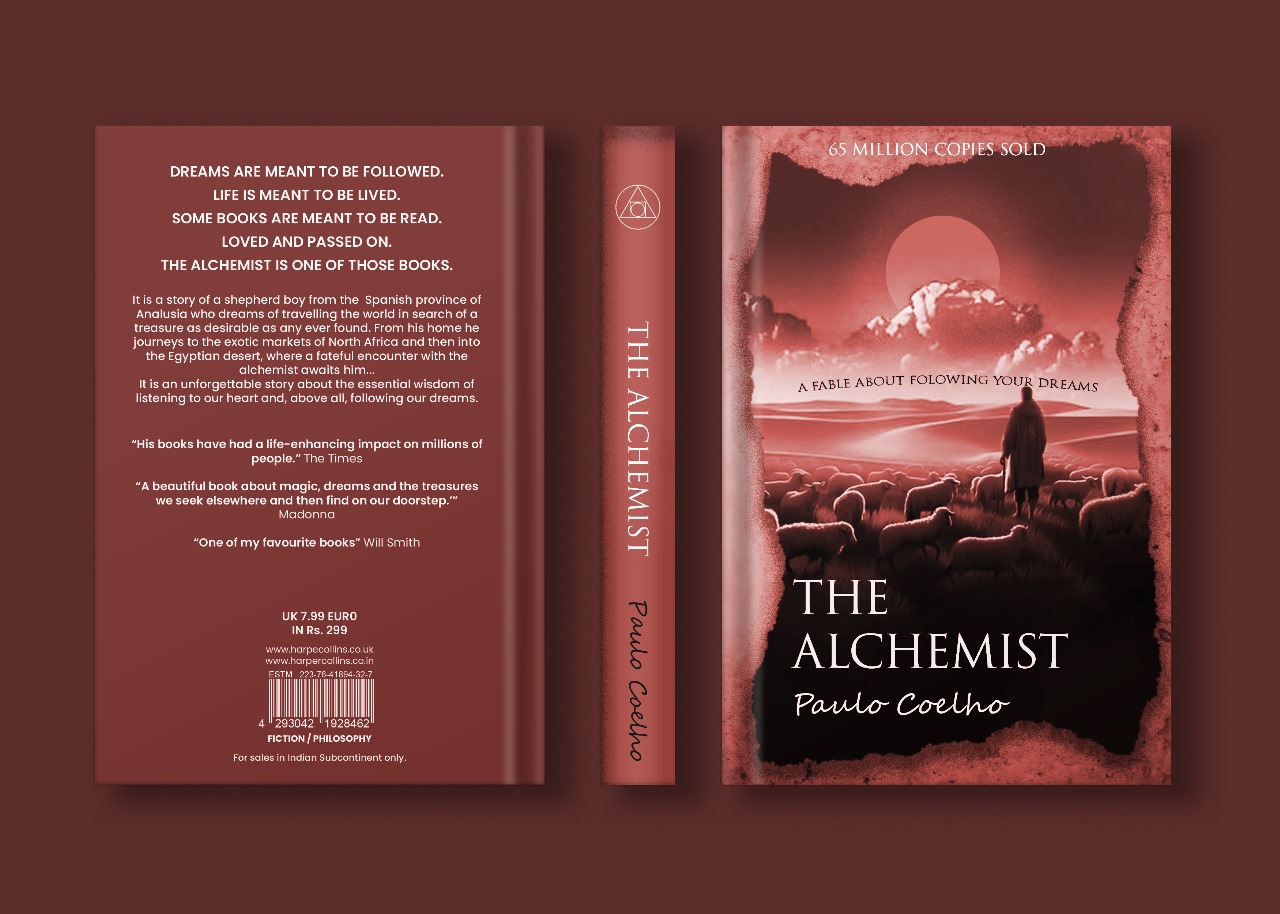 DREAMS ARE MEANT TO BE FOLLOWED.
LIFE IS MEANT TO BE LIVED.
SOME BOOKS ARE MEANT TO BE READ.
LOVED AND PASSED ON.
THE ALCHEMIST IS ONE OF THOSE BOOKS.
It is a story of a shepherd boy from the Spanish province of
Analusia who dreams of travelling the world in search of a
treasure as desirable as any ever found. From his home he
journeys to the exotic markets of North Africa and then into
the Egyptian desert, where a fateful encounter with the
alchemist awaits him...
It is an unforgettable story about the essential wisdom of
listening to our heart and, above all, following our dreams.
“His books have had a life-enhancing impact on millions of
people.” The Times
“A beautiful book about magic, dreams and the treasures
we seek elsewhere and then find on our doorstep.’”
Madonna
“One of my favourite books” Will Smith
UK 7.99 EUR0
IN Rs. 299
www.harpecollins.co.uk
www.harpercollins.co.in
ESTM 223-76-41894-32-7
4 293042 1928462
FICTION / PHILOSOPHY
For sales in Indian Subcontinent only.
THE ALCHEMIST
Paulo Coelho
65 MILLION COPIES SOLD
A FABLE ABOUT FOLOWING YOUR DREAMS
THE
ALCHEMIST
Paulo Coelho